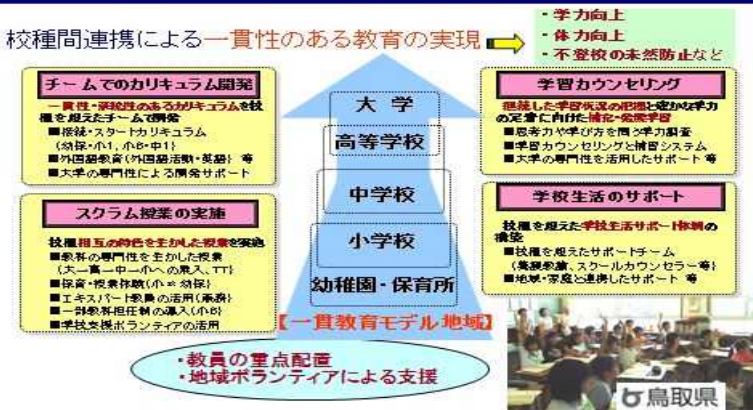 校種間連携による一貫性のある教育の実現
・学力向上
・体力向上
・不登校の未然防止など
チームでのカリキュラム開発
一貫性・系統性のあるカリキュラムを校
種を超えたチームで開発
■接続・スタートカリキュラム
(幼保・小1, 小6・中1)
■外国語教育(外国語活動・英語) 等
■大学の専門性による開発サポート
スクラム授業の実施
校種相互の特色を生かした授業を実施
■教科の専門性を生かした授業
(大→高→中→小への乗入、TT)
■保育・授業体験(小⇔幼保)
■エキスパート教員の活用(兼務)
■一部教科担任制の導入(小6)
■学校支援ボランティアの活用
大学
高等学校
中学校
小学校
幼稚園・保育所
【一貫教育モデル地域】
・教員の重点配置
・地域ボランティアによる支援
学習カウンセリング
継続した学習状況の把握と確かな学力
の定着に向けた補充・発展学習
■思考力や学び方を問う学力調査
■学習カウンセリングと補習システム
■大学の専門性を活用したサポート 等
学校生活のサポート
校種を超えた学校生活サポート体制の
構築
■校種を超えたサポートチーム
(養護教諭、スクールカウンセラー等)
■地域・家庭と連携したサポート 等
鳥取県